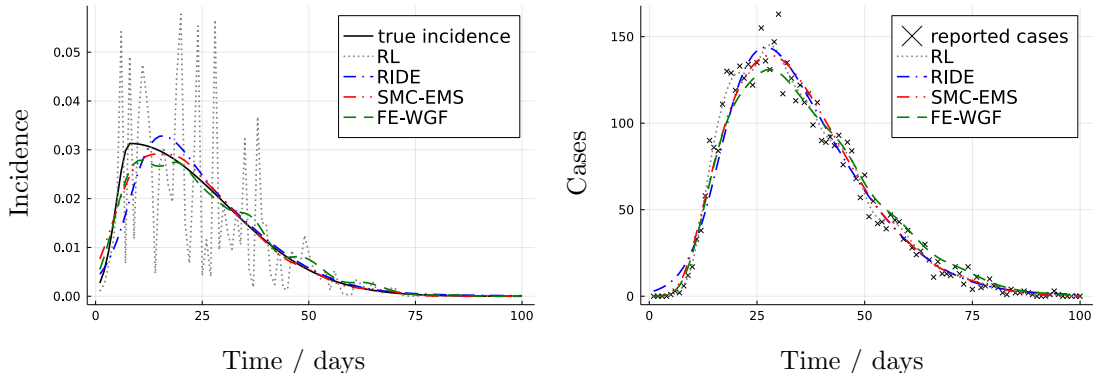 0.05
0.04
0.03
0.02
0.01
0.00
0
25
50
75
100
Incidence
Time / days
true incidence
RL
RIDE
SMC-EMS
FE-WGF
150
100
50
0
0
25
50
75
100
Cases
Time / days
reported cases
RL
RIDE
SMC-EMS
FE-WGF